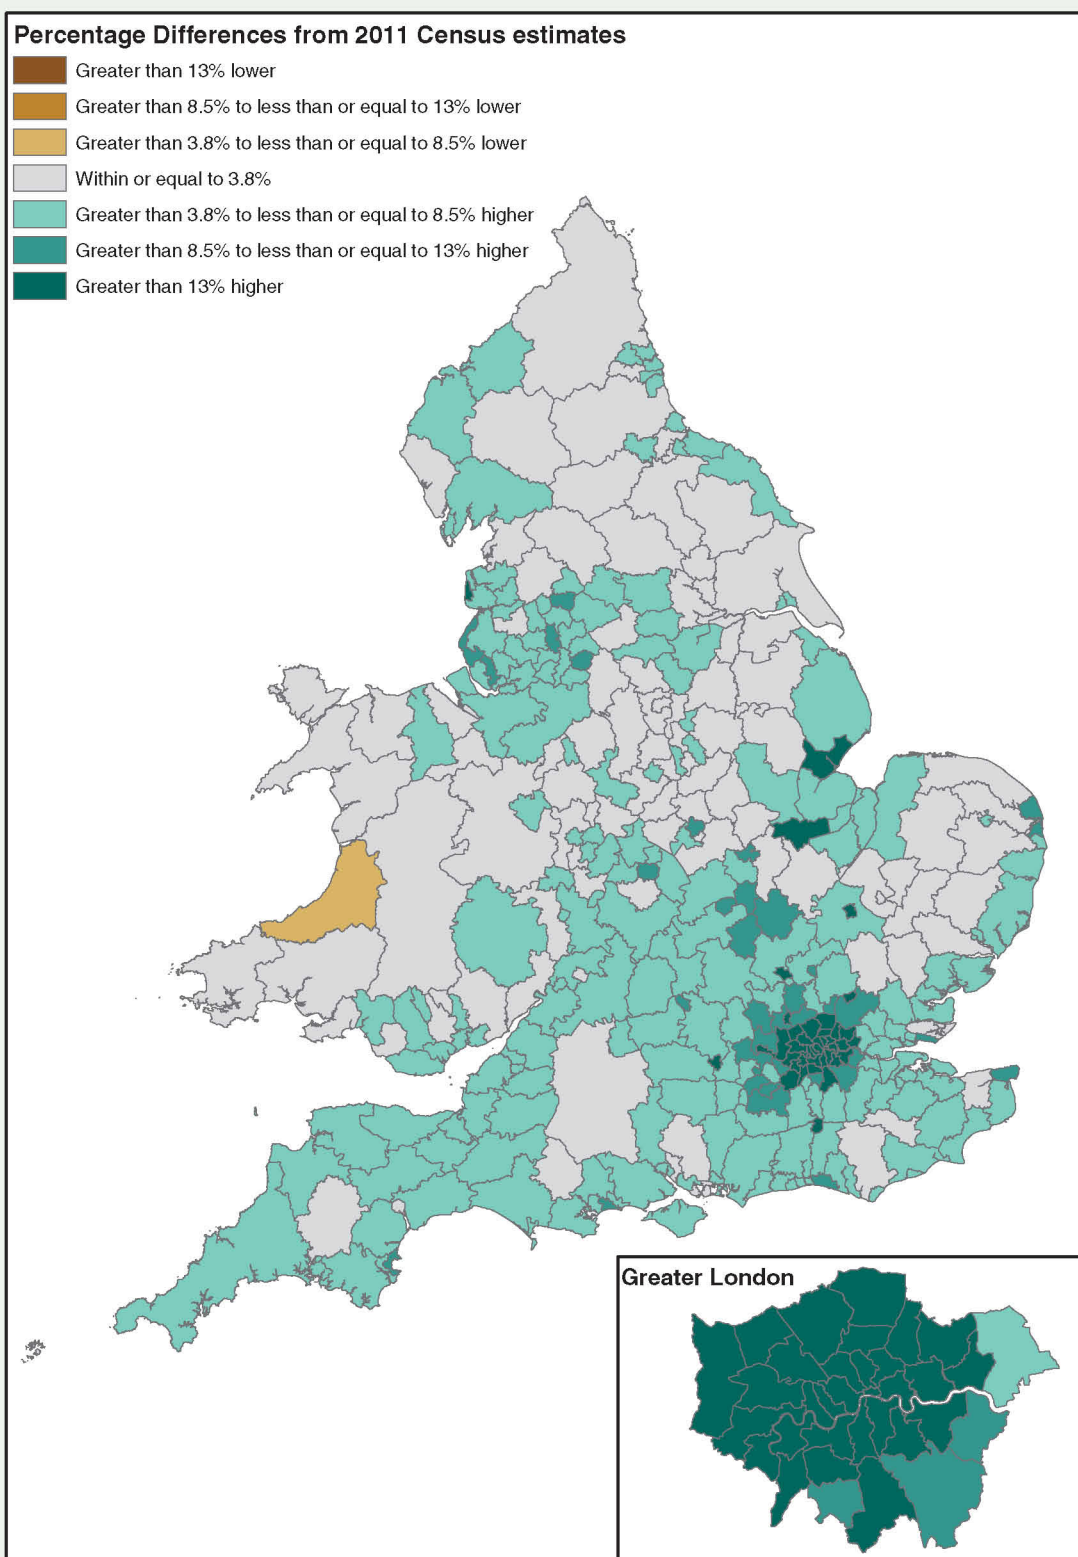 Percentage Differences from 2011 Census estimates
Greater than 13% lower
Greater than 8.5% to less than or equal to 13% lower
Greater than 3.8% to less than or equal to 8.5% lower
Within or equal to 3.8%
Greater than 3.8% to less than or equal to 8.5% higher
Greater than 8.5% to less than or equal to 13% higher
Greater than 13% higher
Greater London